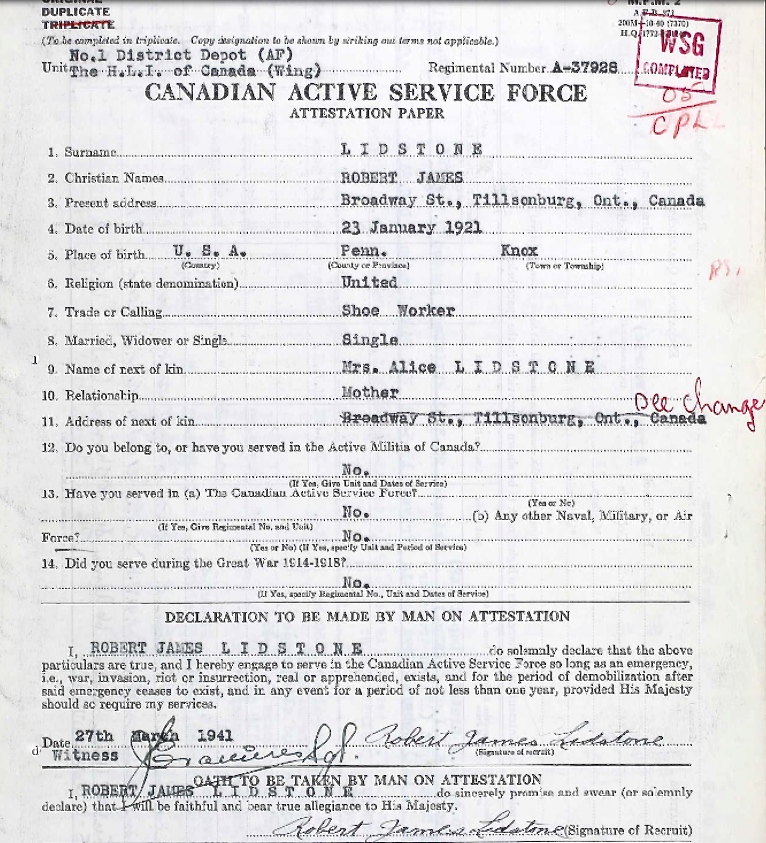 ORIGINAL
DUPLICATE
TRIPLICATE
(To be completed in triplicate. Copy designation to be shown by striking out terms not applicable.)
WSG
COMPLETED
05
CPL
No.1 District Depot (AF)
Unit The H.L.I. of Canada (Wing) Regimental Number A-37928
CANADIAN ACTIVE SERVICE FORCE
ATTESTATION PAPER
1. Surname LIDSTONE
2. Christian Names ROBERT JAMES
3. Present address Broadway St., Tillsonburg, Ont., Canada
4. Date of birth 23 January 1921
5. Place of birth U. S. A. Penn. Knox
(Country) (County or Province) (Town or Township)
6. Religion (state denomination) United
7. Trade or Calling Shoe Worker
8. Married, Widower or Single Single
1
9. Name of next of kin Mrs. Alice LIDSTONE
10. Relationship Mother
See Change
11. Address of next of kin Broadway St., Tillsonburg, Ont., Canada
12. Do you belong to, or have you served in the Active Militia of Canada?
No.
(If Yes, Give Unit and Dates of Service)
13. Have you served in (a) The Canadian Active Service Force?
(Yes or No)
No. (b) Any other Naval, Military, or Air
(If Yes, Give Regimental No. and Unit)
Force? No.
(Yes or No) (If Yes, specify Unit and Period of Service)
14. Did you serve during the Great War 1914-1918?
No.
(If Yes, specify Regimental No., Unit and Dates of Service)
DECLARATION TO BE MADE BY MAN ON ATTESTATION
I, ROBERT JAMES LIDSTONE do solemnly declare that the above
particulars are true, and I hereby engage to serve in the Canadian Active Service Force so long as an emergency,
i.e., war, invasion, riot or insurrection, real or apprehended, exists, and for the period of demobilization after
said emergency ceases to exist, and in any event for a period of not less than one year, provided His Majesty
should so require my services.
Date 27th March 1941 Robert James Lidstone
(Signature of recruit)
Witness Sgt.
OATH TO BE TAKEN BY MAN ON ATTESTATION
I, ROBERT JAMES LIDSTONE do sincerely promise and swear (or solemnly
declare) that I will be faithful and bear true allegiance to His Majesty.
Robert James Lidstone (Signature of Recruit)